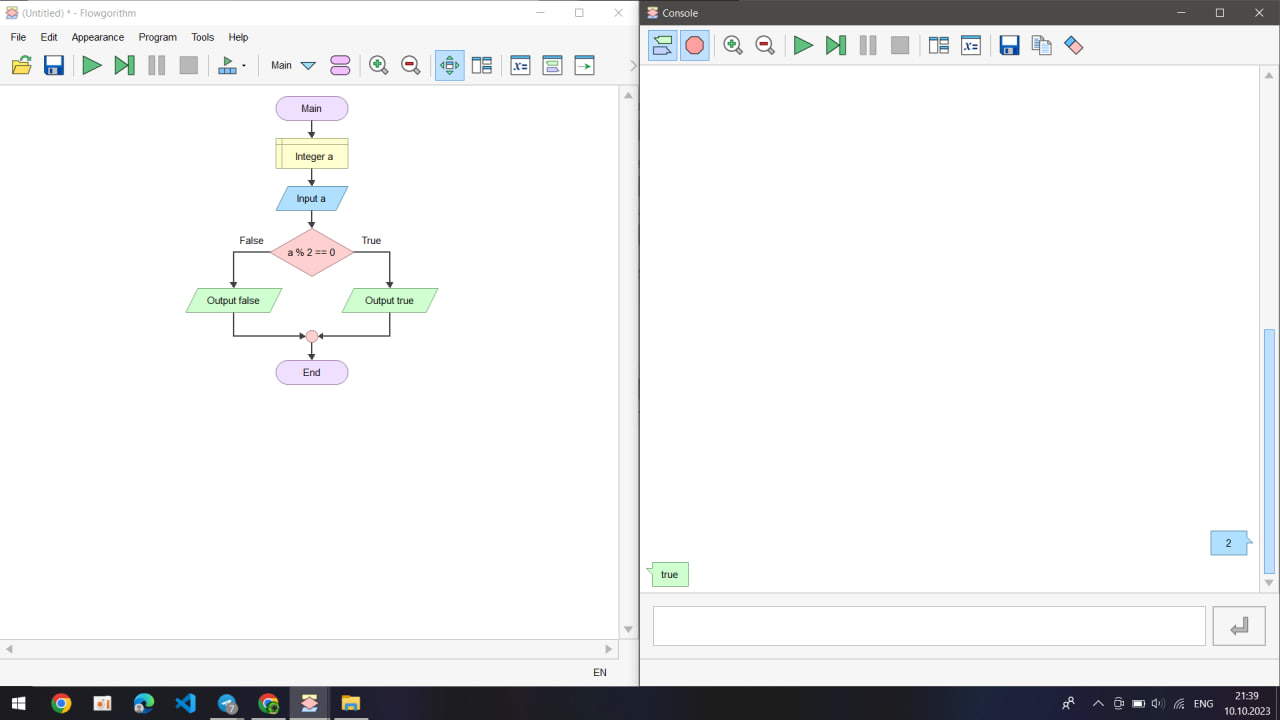 (Untitled) * - Flowgorithm
File Edit Appearance Program Tools Help
Main
x=
Main
Integer a
Input a
False
True
a % 2 == 0
Output false
Output true
End
EN
Console
x=
2
true
7
ENG
21:39
10.10.2023